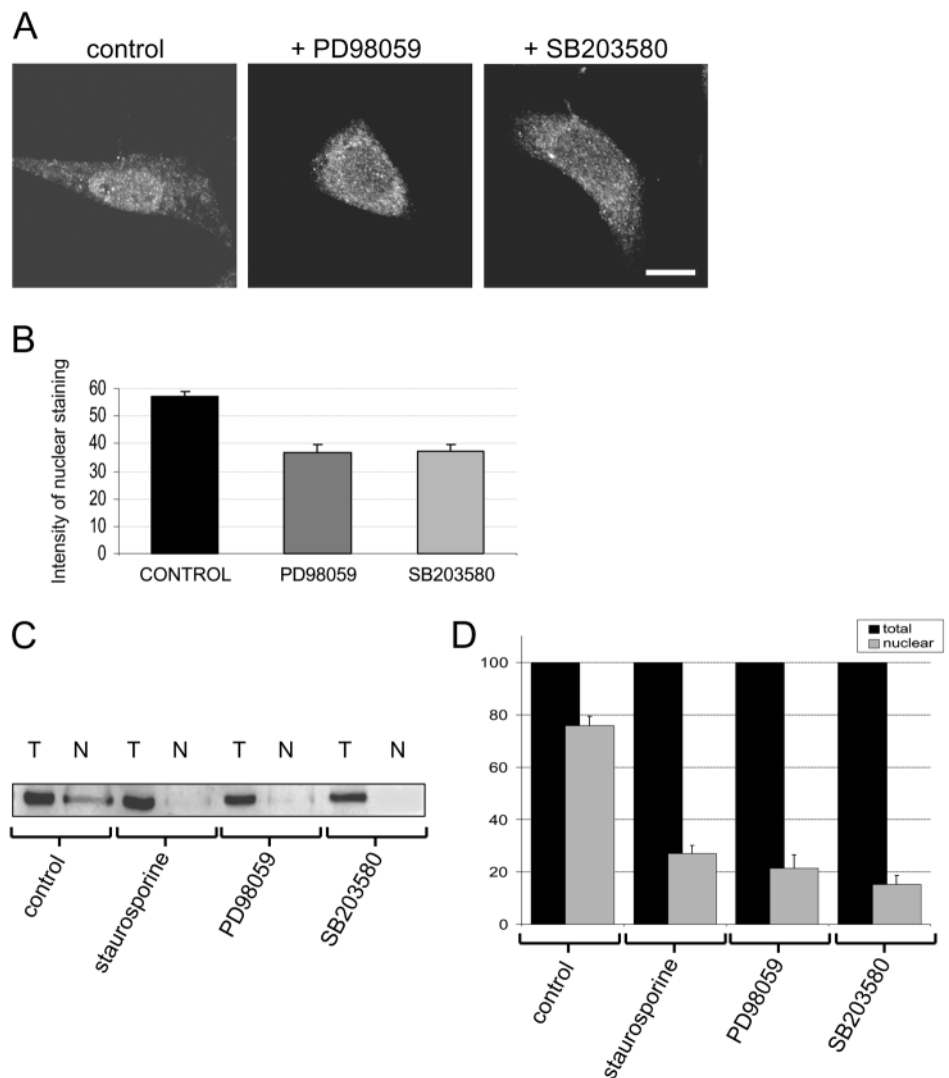 A
control
+ PD98059
+ SB203580
B
Intensity of nuclear staining
60
50
40
30
20
10
0
CONTROL
PD98059
SB203580
C
T N T N T N T N
control
staurosporine
PD98059
SB203580
D
total
nuclear
100
80
60
40
20
0
control
staurosporine
PD98059
SB203580